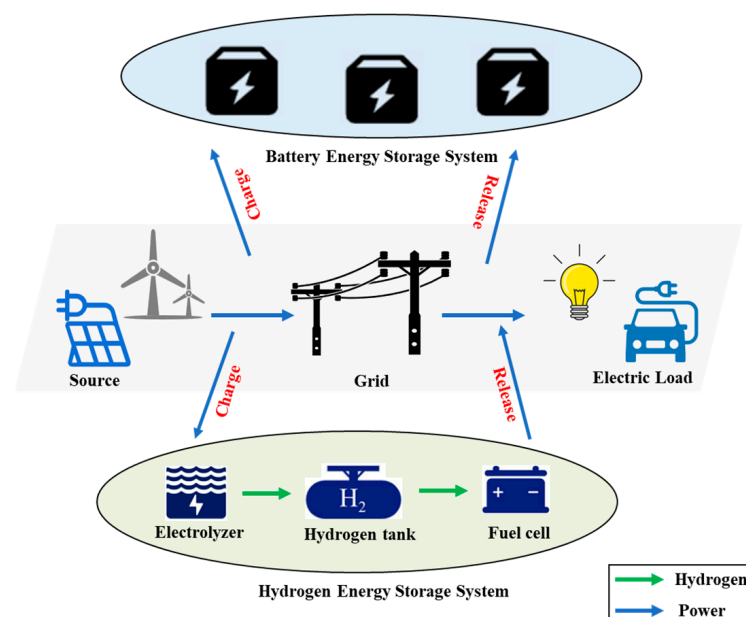 Battery Energy Storage System
Charge
Release
Source
Grid
Electric Load
Charge
Release
H2
Electrolyzer
Hydrogen tank
Fuel cell
Hydrogen Energy Storage System
Hydrogen
Power